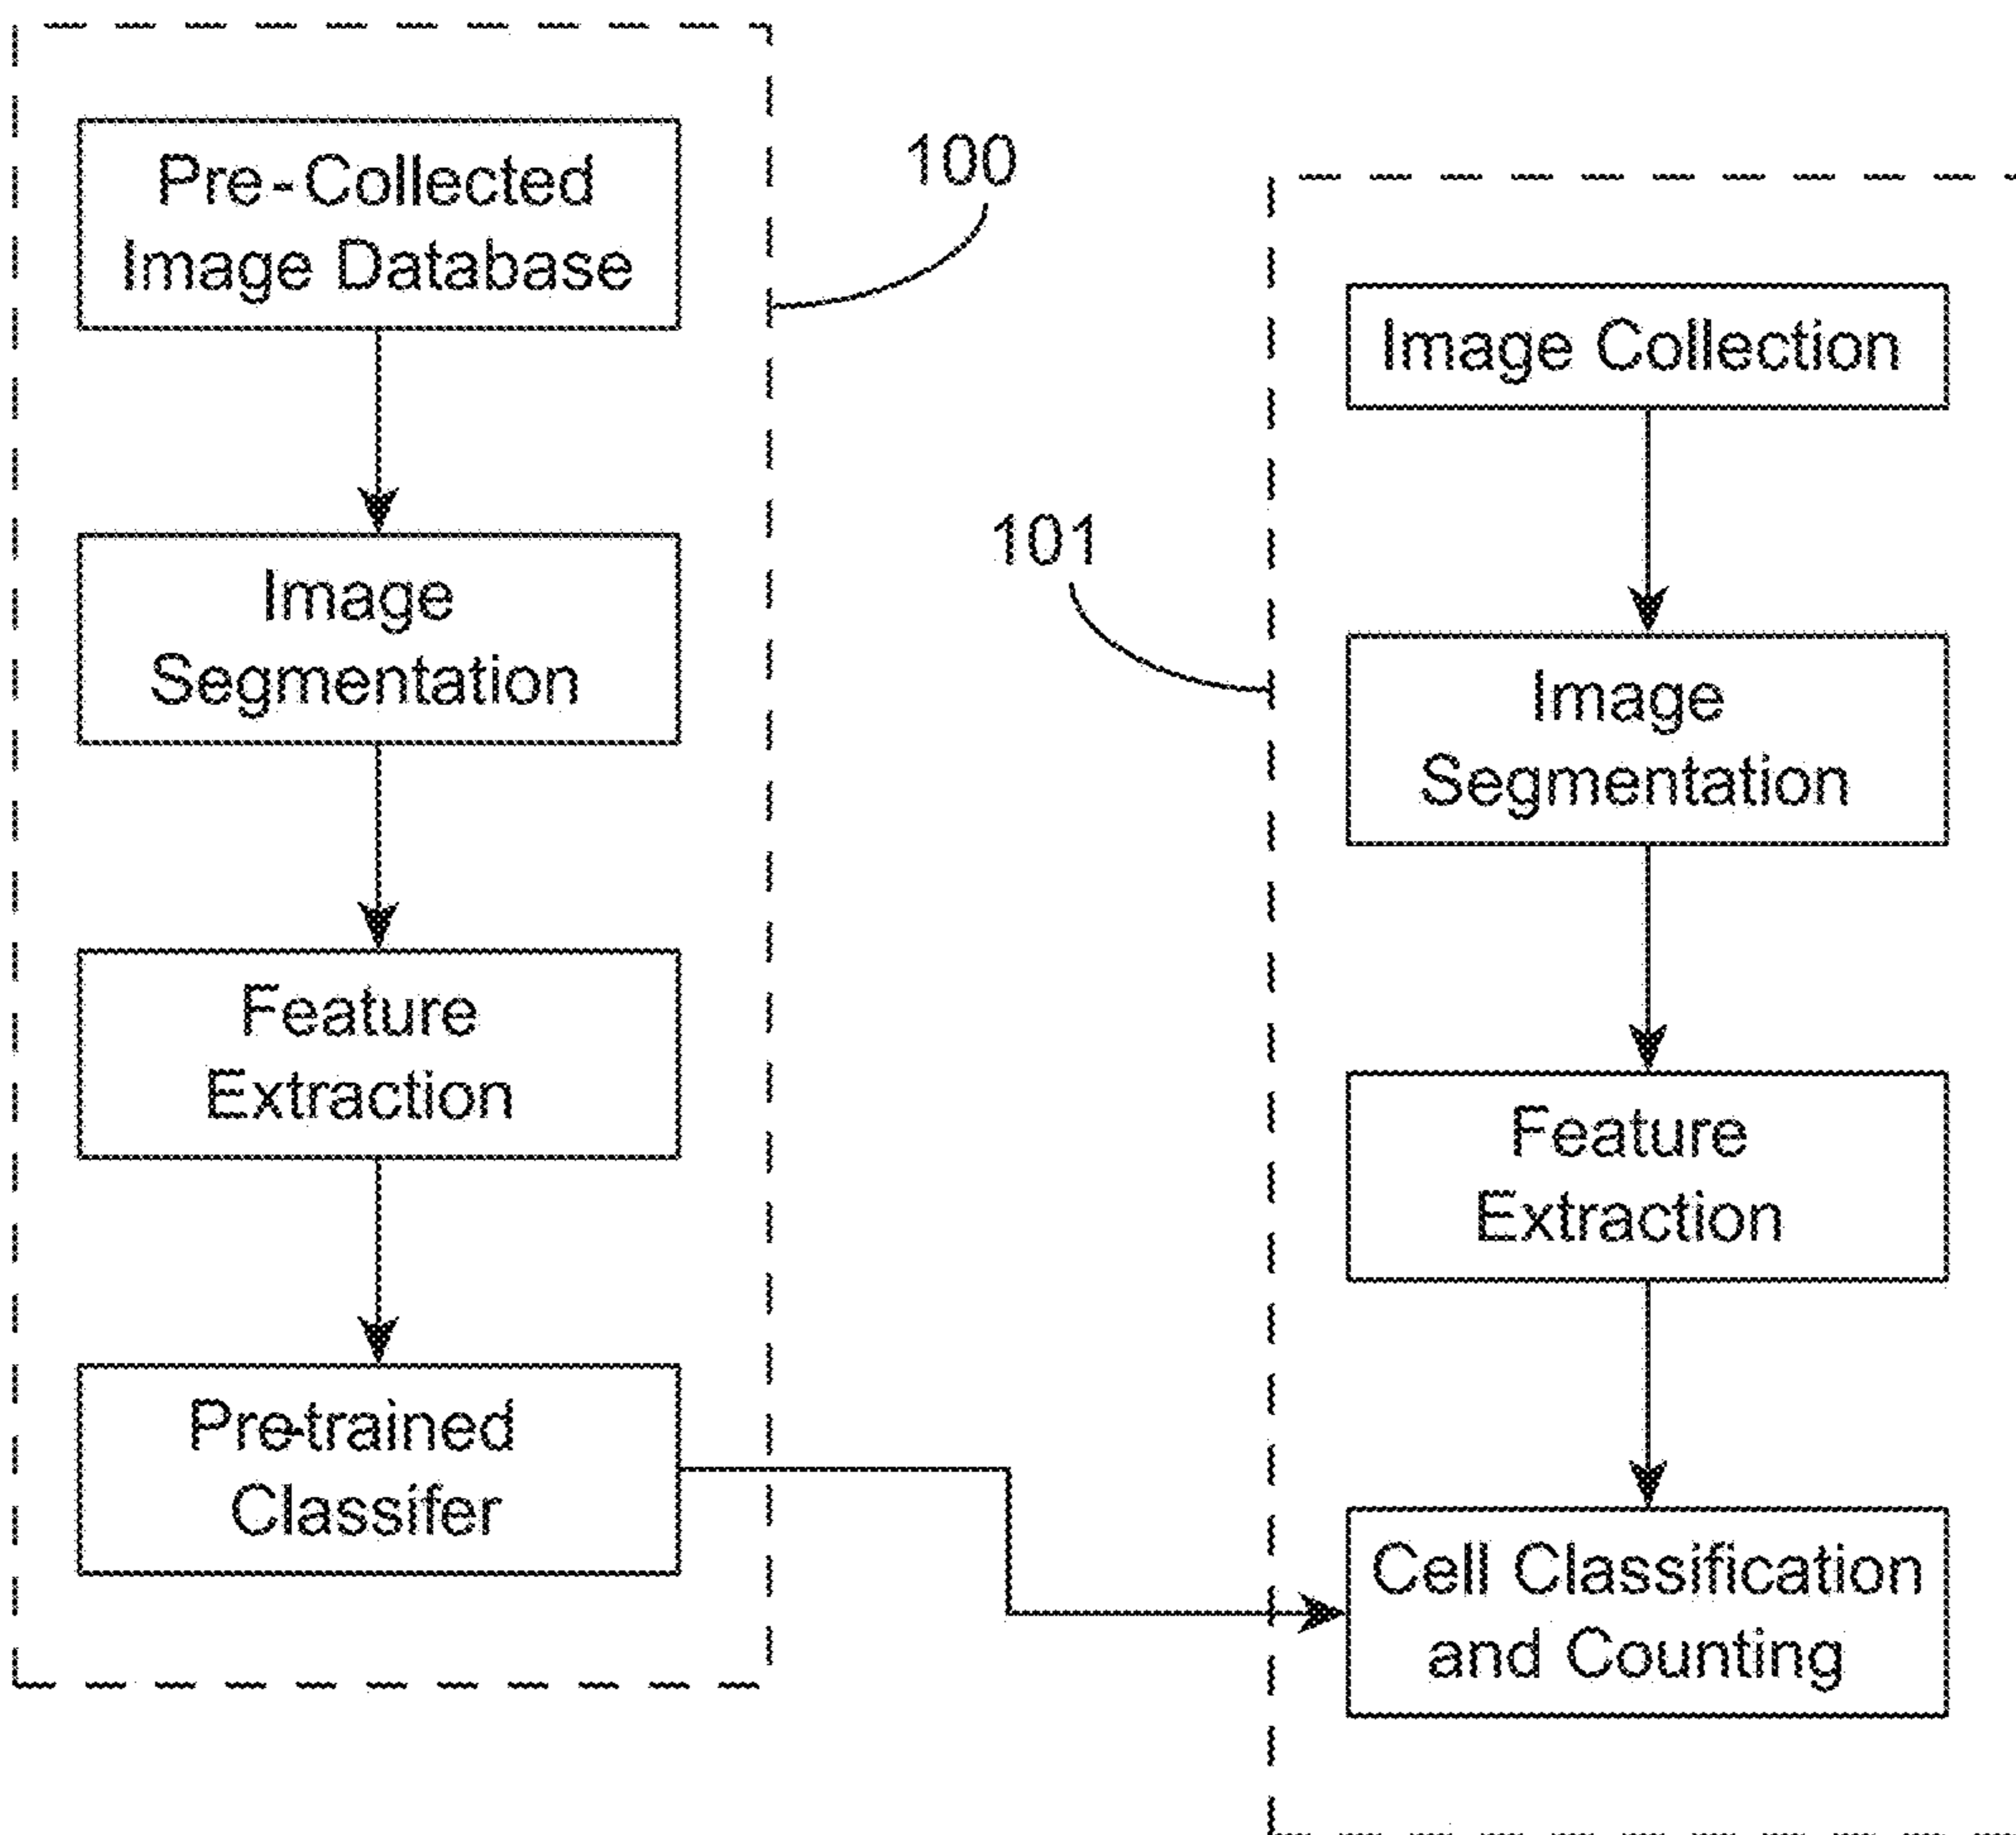 Pre-Collected
Image Database
Image
Segmentation
Feature
Extraction
Pre-trained
Classifer
100
101
Image Collection
Image
Segmentation
Feature
Extraction
Cell Classification
and Counting